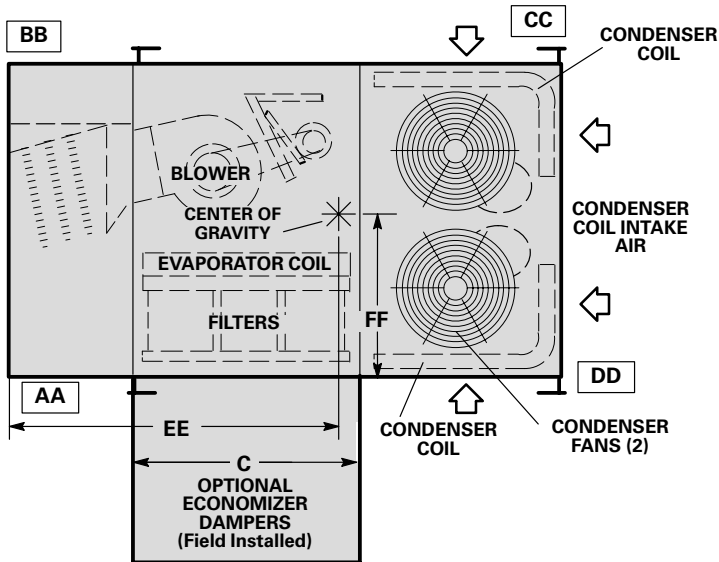 BB
CC
CONDENSER
COIL
BLOWER
CENTER OF
GRAVITY
CONDENSER
COIL INTAKE
AIR
EVAPORATOR COIL
FILTERS
FF
AA
DD
EE
CONDENSER
COIL
CONDENSER
FANS (2)
C
OPTIONAL
ECONOMIZER
DAMPERS
(Field Installed)